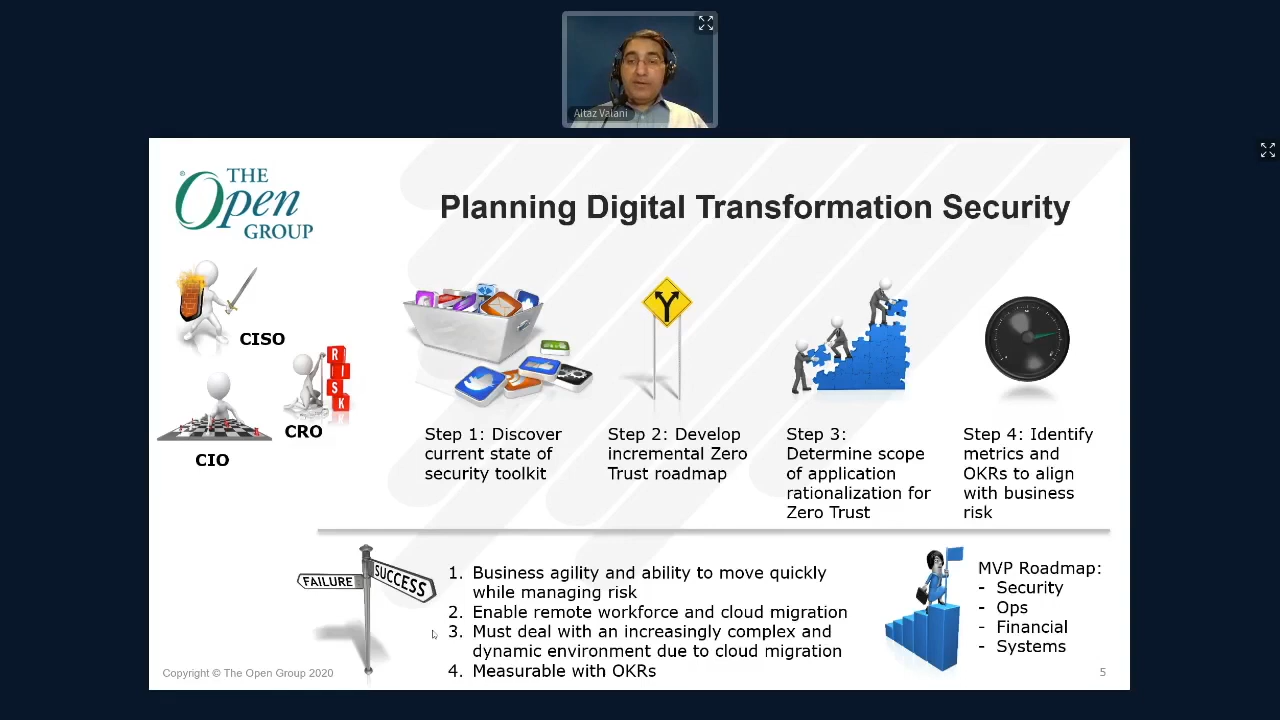 Altaz Valani
THE
Open
GROUP
Planning Digital Transformation Security
CISO
R
I
S
K
CRO
CIO
Step 1: Discover
current state of
security toolkit
Step 2: Develop
incremental Zero
Trust roadmap
Step 3:
Determine scope
of application
rationalization for
Zero Trust
Step 4: Identify
metrics and
OKRs to align
with business
risk
FAILURE
SUCCESS
1. Business agility and ability to move quickly
while managing risk
2. Enable remote workforce and cloud migration
3. Must deal with an increasingly complex and
dynamic environment due to cloud migration
4. Measurable with OKRs
MVP Roadmap:
- Security
- Ops
- Financial
- Systems
Copyright © The Open Group 2020
5